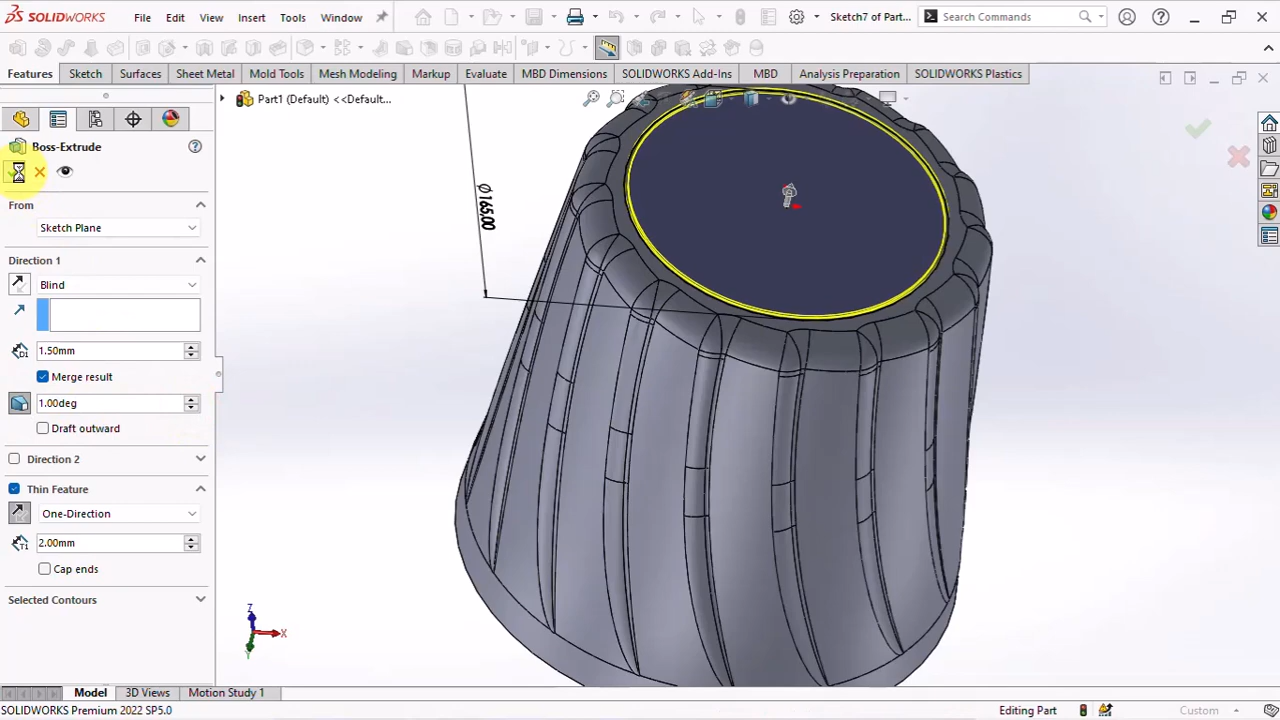 SOLIDWORKS File Edit View Insert Tools Window Sketch7 of Part... Search Commands
Features Sketch Surfaces Sheet Metal Mold Tools Mesh Modeling Markup Evaluate MBD Dimensions SOLIDWORKS Add-Ins MBD Analysis Preparation SOLIDWORKS Plastics
Part1 (Default) <<Default...
Boss-Extrude
From
Sketch Plane
Direction 1
Blind
1.50mm
Merge result
1.00deg
Draft outward
Direction 2
Thin Feature
One-Direction
2.00mm
Cap ends
Selected Contours
Ø165.00
Z
X
Y
Model 3D Views Motion Study 1
SOLIDWORKS Premium 2022 SP5.0 Editing Part Custom